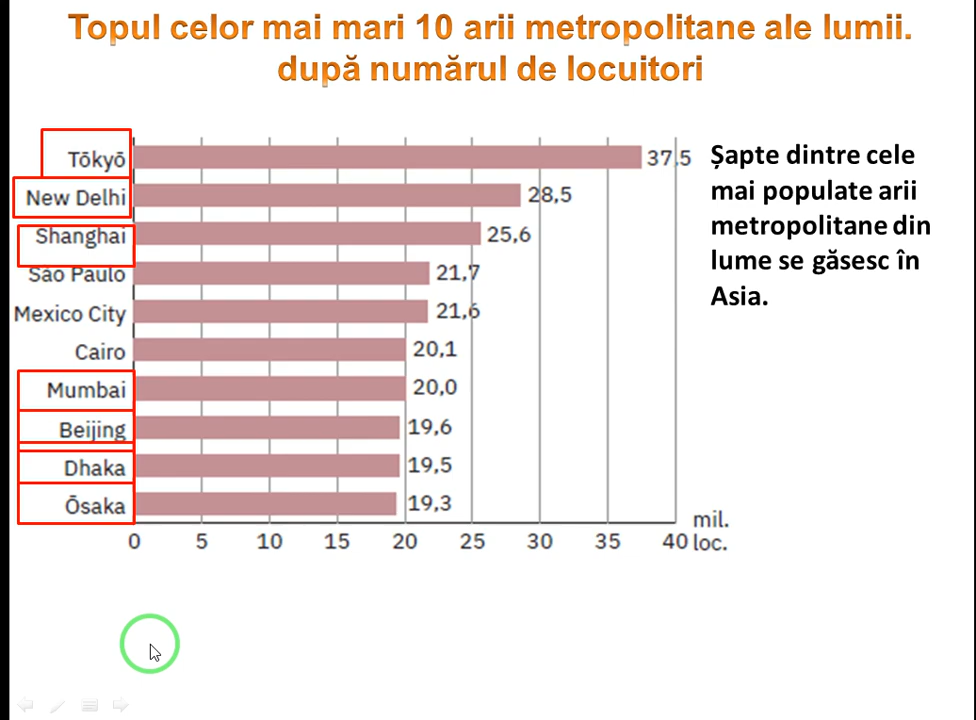 Topul celor mai mari 10 arii metropolitane ale lumii.
după numărul de locuitori
Tōkyō 37,5
New Delhi 28,5
Shanghai 25,6
São Paulo 21,7
Mexico City 21,6
Cairo 20,1
Mumbai 20,0
Beijing 19,6
Dhaka 19,5
Ōsaka 19,3
0 5 10 15 20 25 30 35 40
mil.
loc.
Șapte dintre cele
mai populate arii
metropolitane din
lume se găsesc în
Asia.